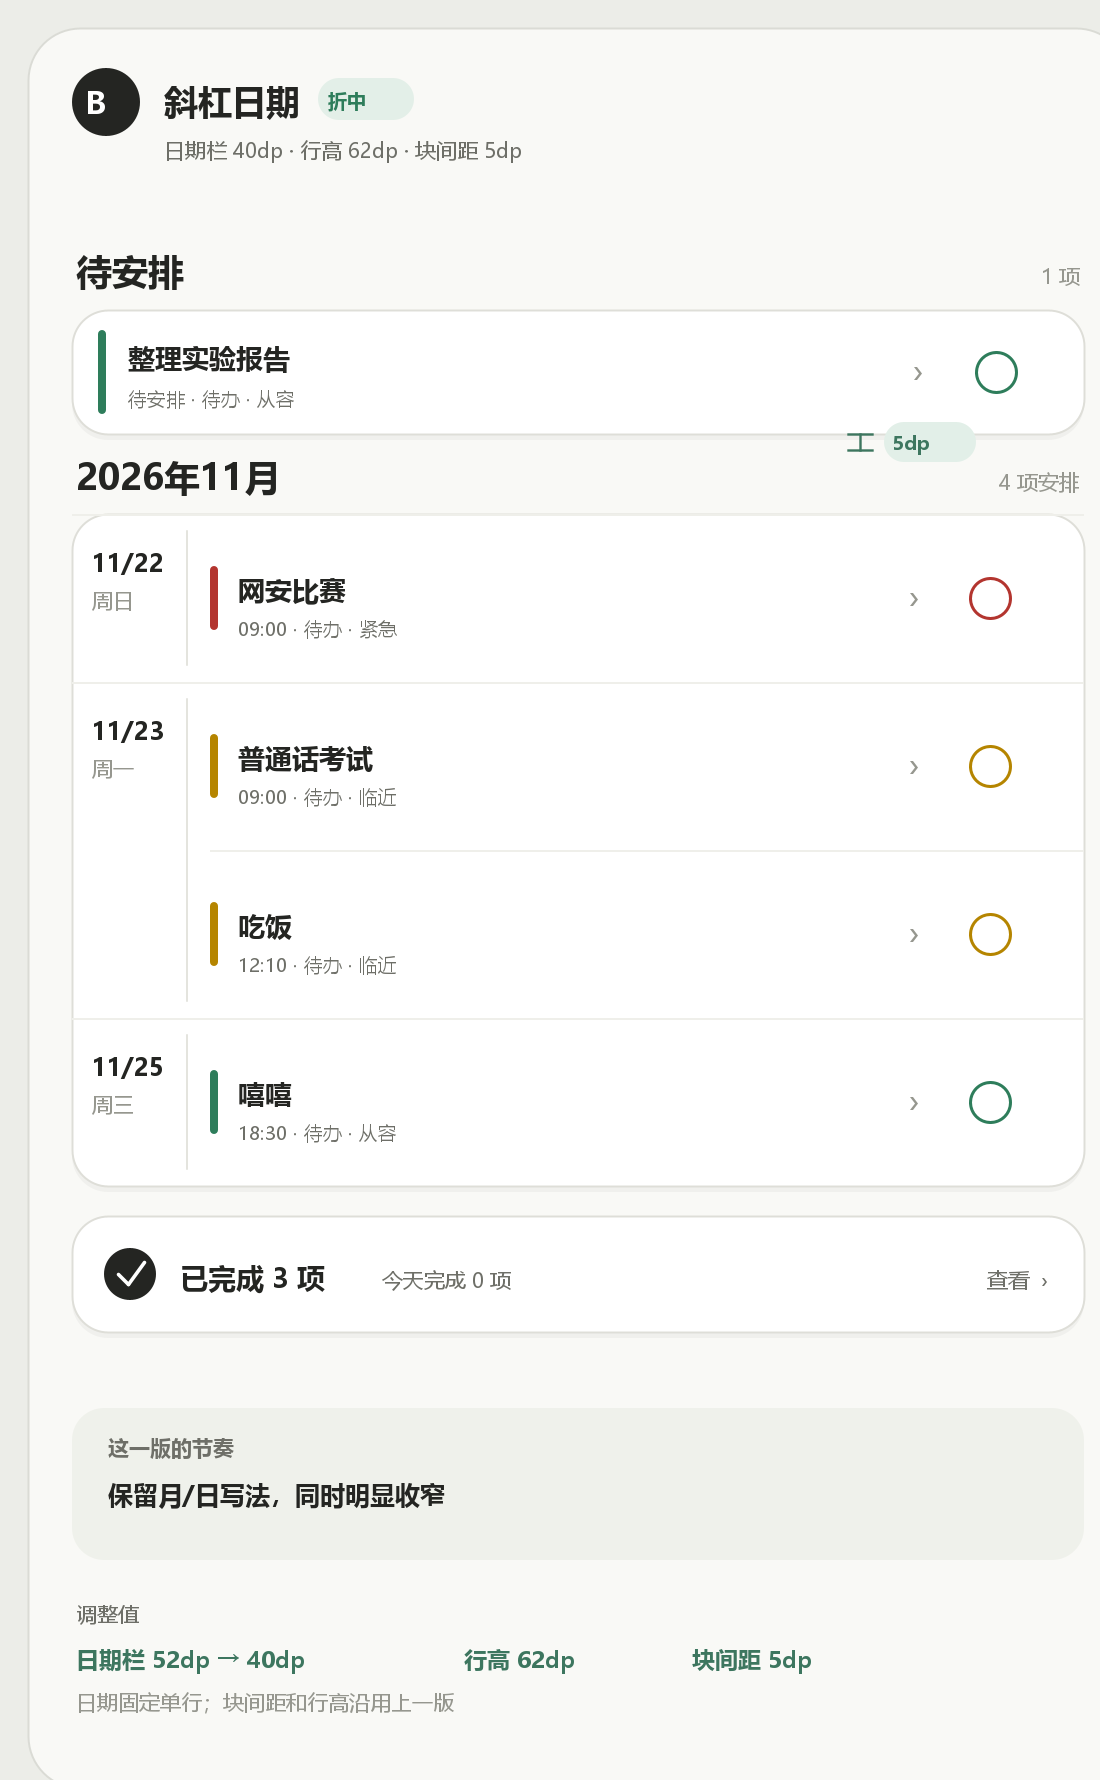 B 斜杠日期 折中
日期栏 40dp · 行高 62dp · 块间距 5dp
待安排 1 项
整理实验报告 ›
待安排 · 待办 · 从容
5dp
2026年11月 4 项安排
11/22
周日
网安比赛 ›
09:00 · 待办 · 紧急
11/23
周一
普通话考试 ›
09:00 · 待办 · 临近
吃饭 ›
12:10 · 待办 · 临近
11/25
周三
嘻嘻 ›
18:30 · 待办 · 从容
已完成 3 项 今天完成 0 项 查看 ›
这一版的节奏
保留月/日写法，同时明显收窄
调整值
日期栏 52dp → 40dp 行高 62dp 块间距 5dp
日期固定单行；块间距和行高沿用上一版